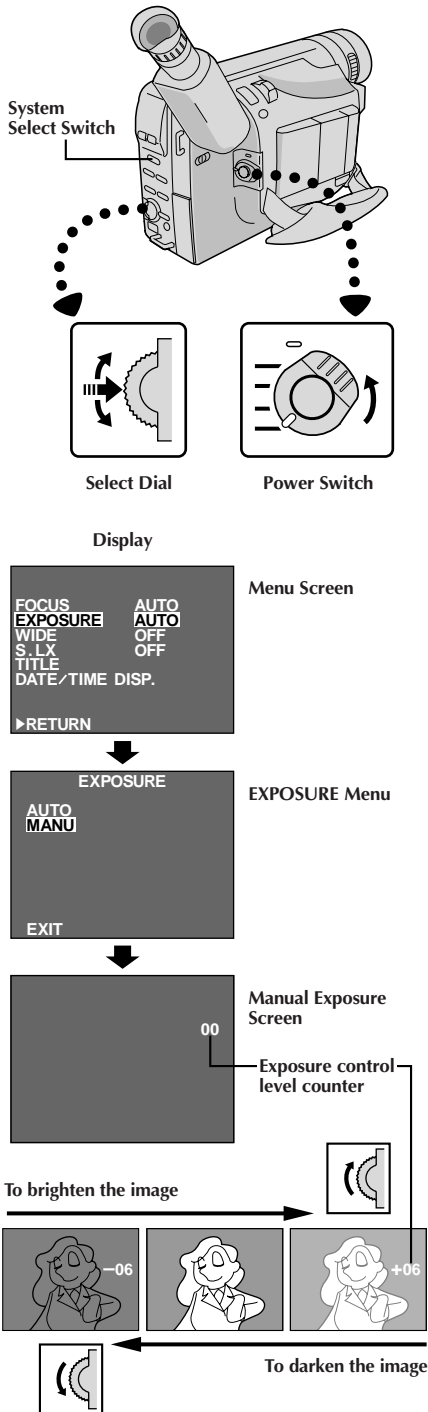 System
Select Switch
Select Dial
Power Switch
Display
Menu Screen
FOCUS AUTO
EXPOSURE AUTO
WIDE OFF
S.LX OFF
TITLE
DATE/TIME DISP.
▶RETURN
EXPOSURE
EXPOSURE Menu
AUTO
MANU
EXIT
Manual Exposure
Screen
00
Exposure control
level counter
To brighten the image
–06
+06
To darken the image